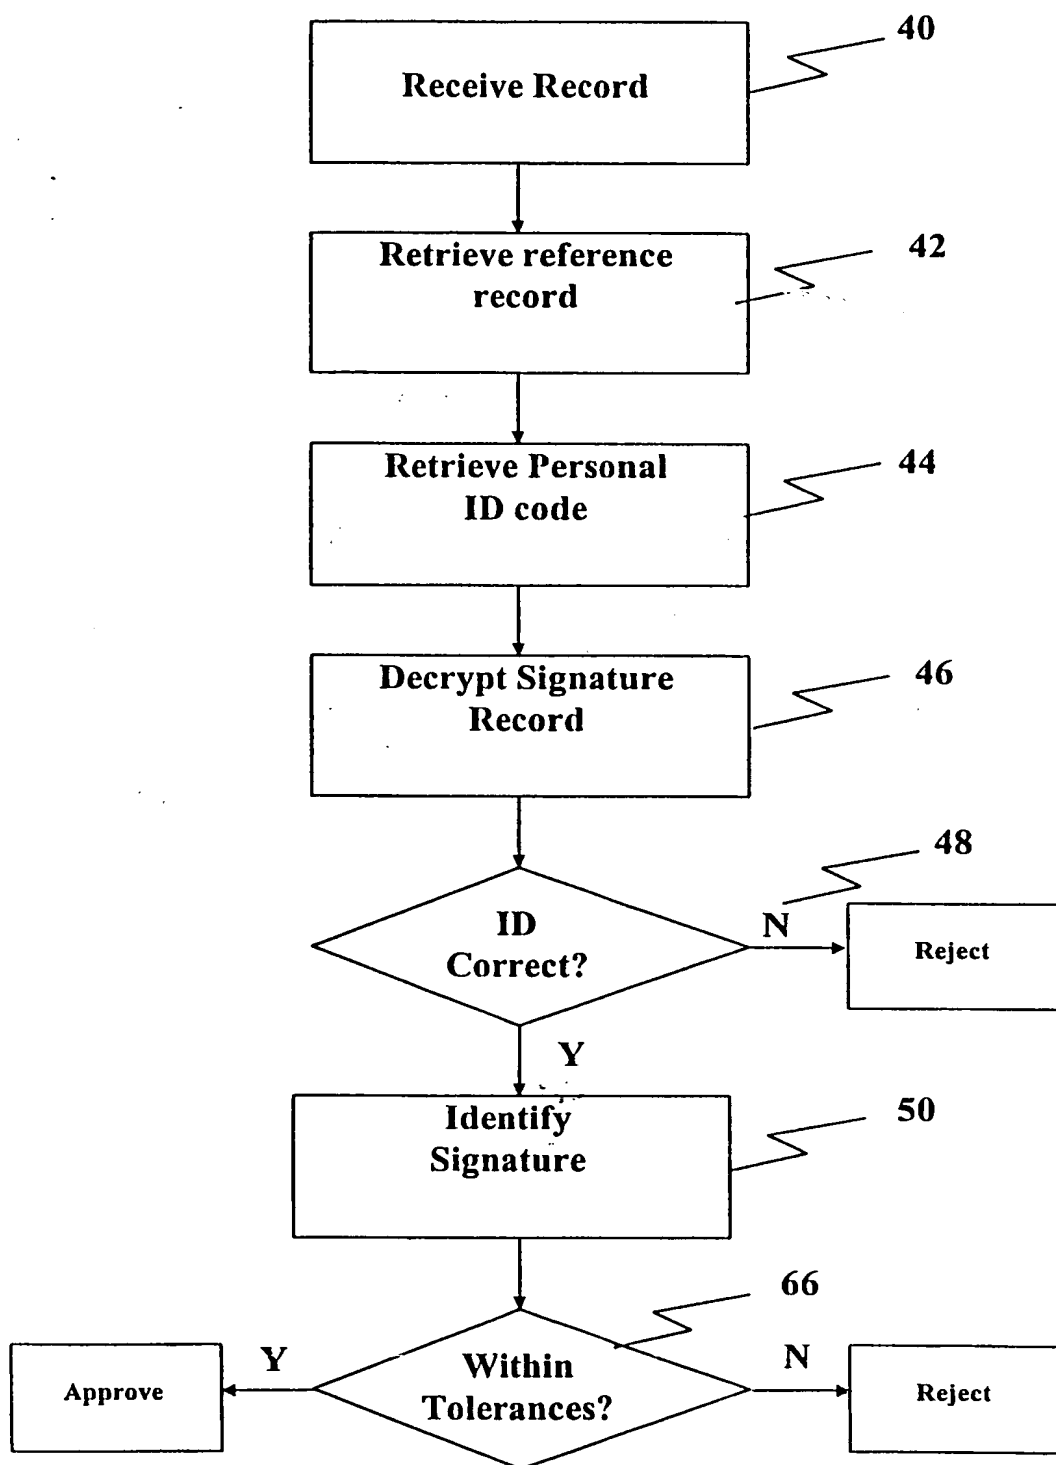 40
Receive Record
42
Retrieve reference
record
44
Retrieve Personal
ID code
46
Decrypt Signature
Record
48
N
ID
Correct?
Reject
Y
50
Identify
Signature
66
Y
N
Within
Tolerances?
Approve
Reject